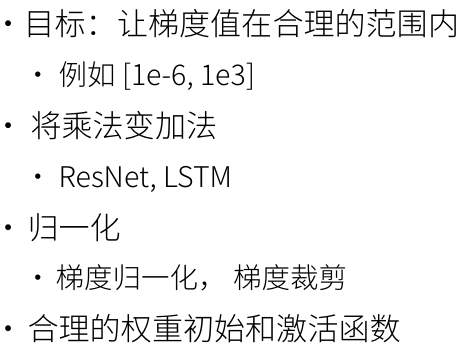 • 目标：让梯度值在合理的范围内
• 例如 [1e-6, 1e3]
• 将乘法变加法
• ResNet, LSTM
• 归一化
• 梯度归一化， 梯度裁剪
• 合理的权重初始和激活函数